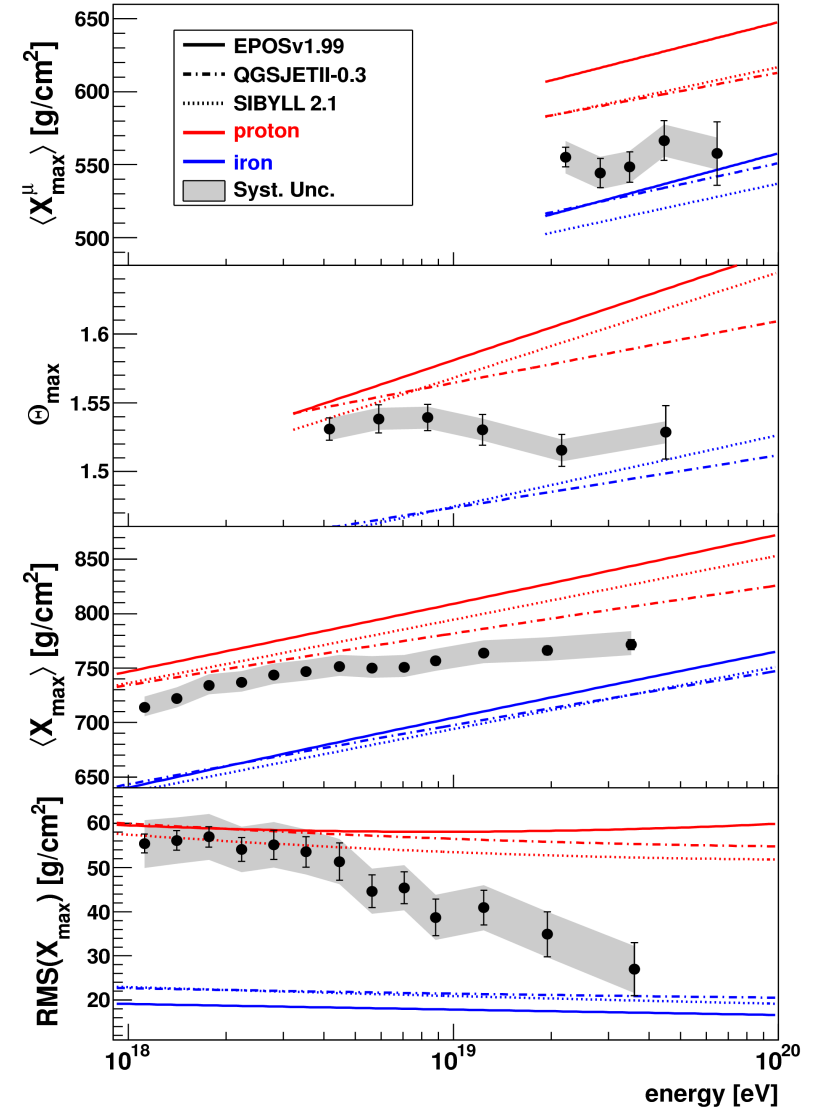 650
600
550
500
⟨X^μ_max⟩ [g/cm²]
EPOSv1.99
QGSJETII-0.3
SIBYLL 2.1
proton
iron
Syst. Unc.
1.6
1.55
1.5
Θ_max
850
800
750
700
650
⟨X_max⟩ [g/cm²]
60
50
40
30
20
RMS(X_max) [g/cm²]
10^18
10^19
10^20
energy [eV]